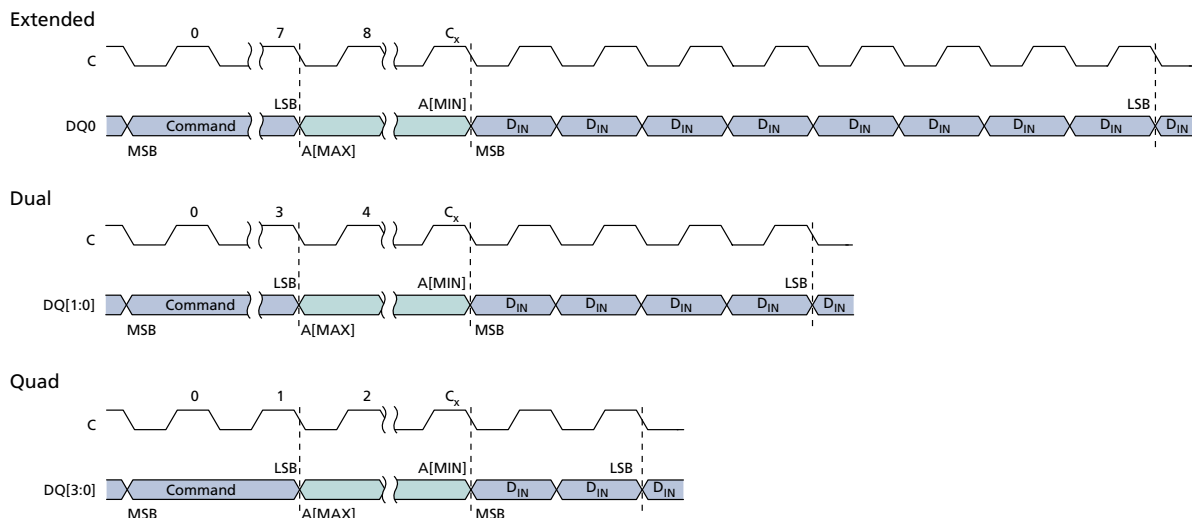 Extended
0 7 8 Cx
C
LSB A[MIN] LSB
DQ0 Command DIN DIN DIN DIN DIN DIN DIN DIN DIN
MSB A[MAX] MSB
Dual
0 3 4 Cx
C
LSB A[MIN] LSB
DQ[1:0] Command DIN DIN DIN DIN DIN
MSB A[MAX] MSB
Quad
0 1 2 Cx
C
LSB A[MIN] LSB
DQ[3:0] Command DIN DIN DIN
MSB A[MAX] MSB